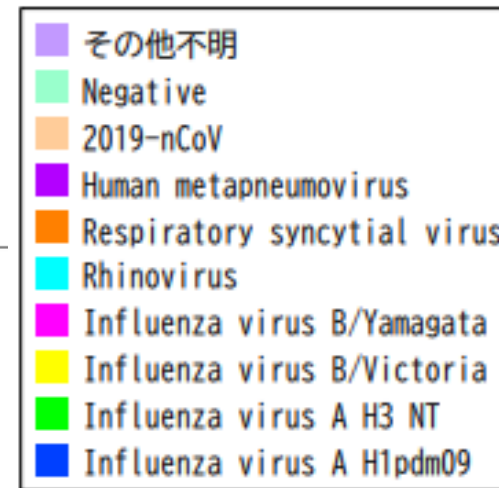 その他不明
Negative
2019-nCoV
Human metapneumovirus
Respiratory syncytial virus
Rhinovirus
Influenza virus B/Yamagata
Influenza virus B/Victoria
Influenza virus A H3 NT
Influenza virus A H1pdm09